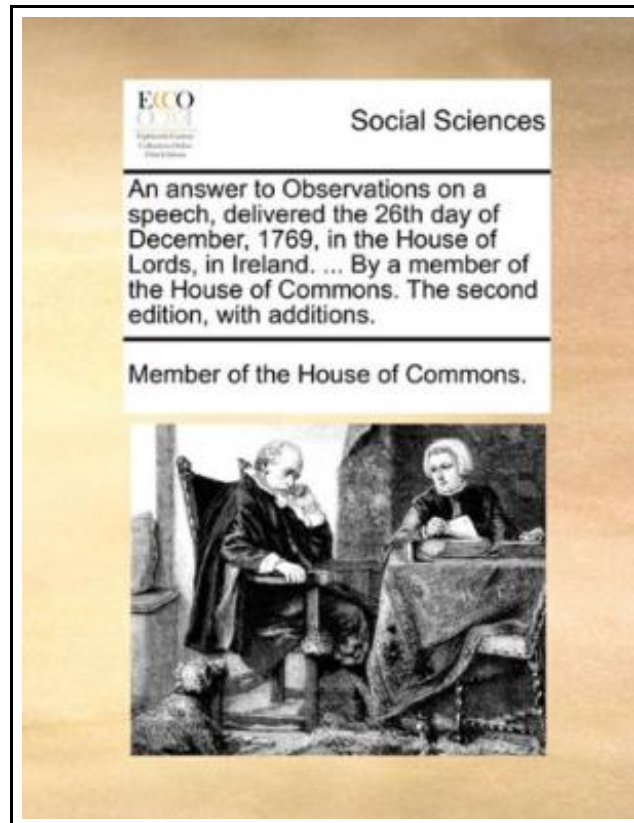 ECCO
Social Sciences
An answer to Observations on a
speech, delivered the 26th day of
December, 1769, in the House of
Lords, in Ireland. ... By a member of
the House of Commons. The second
edition, with additions.
Member of the House of Commons.